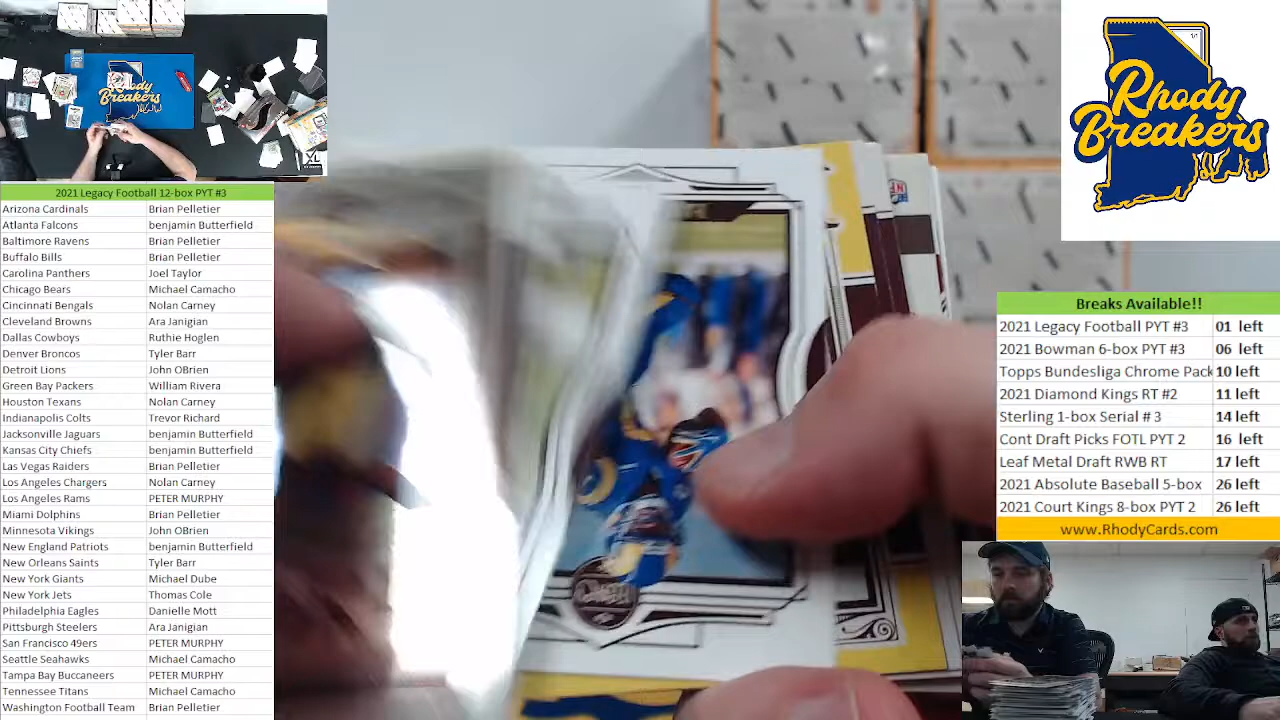 Rhody
Breakers
2021 Legacy Football 12-box PYT #3
Arizona Cardinals Brian Pelletier
Atlanta Falcons benjamin Butterfield
Baltimore Ravens Brian Pelletier
Buffalo Bills Brian Pelletier
Carolina Panthers Joel Taylor
Chicago Bears Michael Camacho
Cincinnati Bengals Nolan Carney
Cleveland Browns Ara Janigian
Dallas Cowboys Ruthie Hoglen
Denver Broncos Tyler Barr
Detroit Lions John OBrien
Green Bay Packers William Rivera
Houston Texans Nolan Carney
Indianapolis Colts Trevor Richard
Jacksonville Jaguars benjamin Butterfield
Kansas City Chiefs benjamin Butterfield
Las Vegas Raiders Brian Pelletier
Los Angeles Chargers Nolan Carney
Los Angeles Rams PETER MURPHY
Miami Dolphins Brian Pelletier
Minnesota Vikings John OBrien
New England Patriots benjamin Butterfield
New Orleans Saints Tyler Barr
New York Giants Michael Dube
New York Jets Thomas Cole
Philadelphia Eagles Danielle Mott
Pittsburgh Steelers Ara Janigian
San Francisco 49ers PETER MURPHY
Seattle Seahawks Michael Camacho
Tampa Bay Buccaneers PETER MURPHY
Tennessee Titans Michael Camacho
Washington Football Team Brian Pelletier
Rhody
Breakers
Breaks Available!!
2021 Legacy Football PYT #3 01 left
2021 Bowman 6-box PYT #3 06 left
Topps Bundesliga Chrome Pack 10 left
2021 Diamond Kings RT #2 11 left
Sterling 1-box Serial # 3 14 left
Cont Draft Picks FOTL PYT 2 16 left
Leaf Metal Draft RWB RT 17 left
2021 Absolute Baseball 5-box 26 left
2021 Court Kings 8-box PYT 2 26 left
www.RhodyCards.com